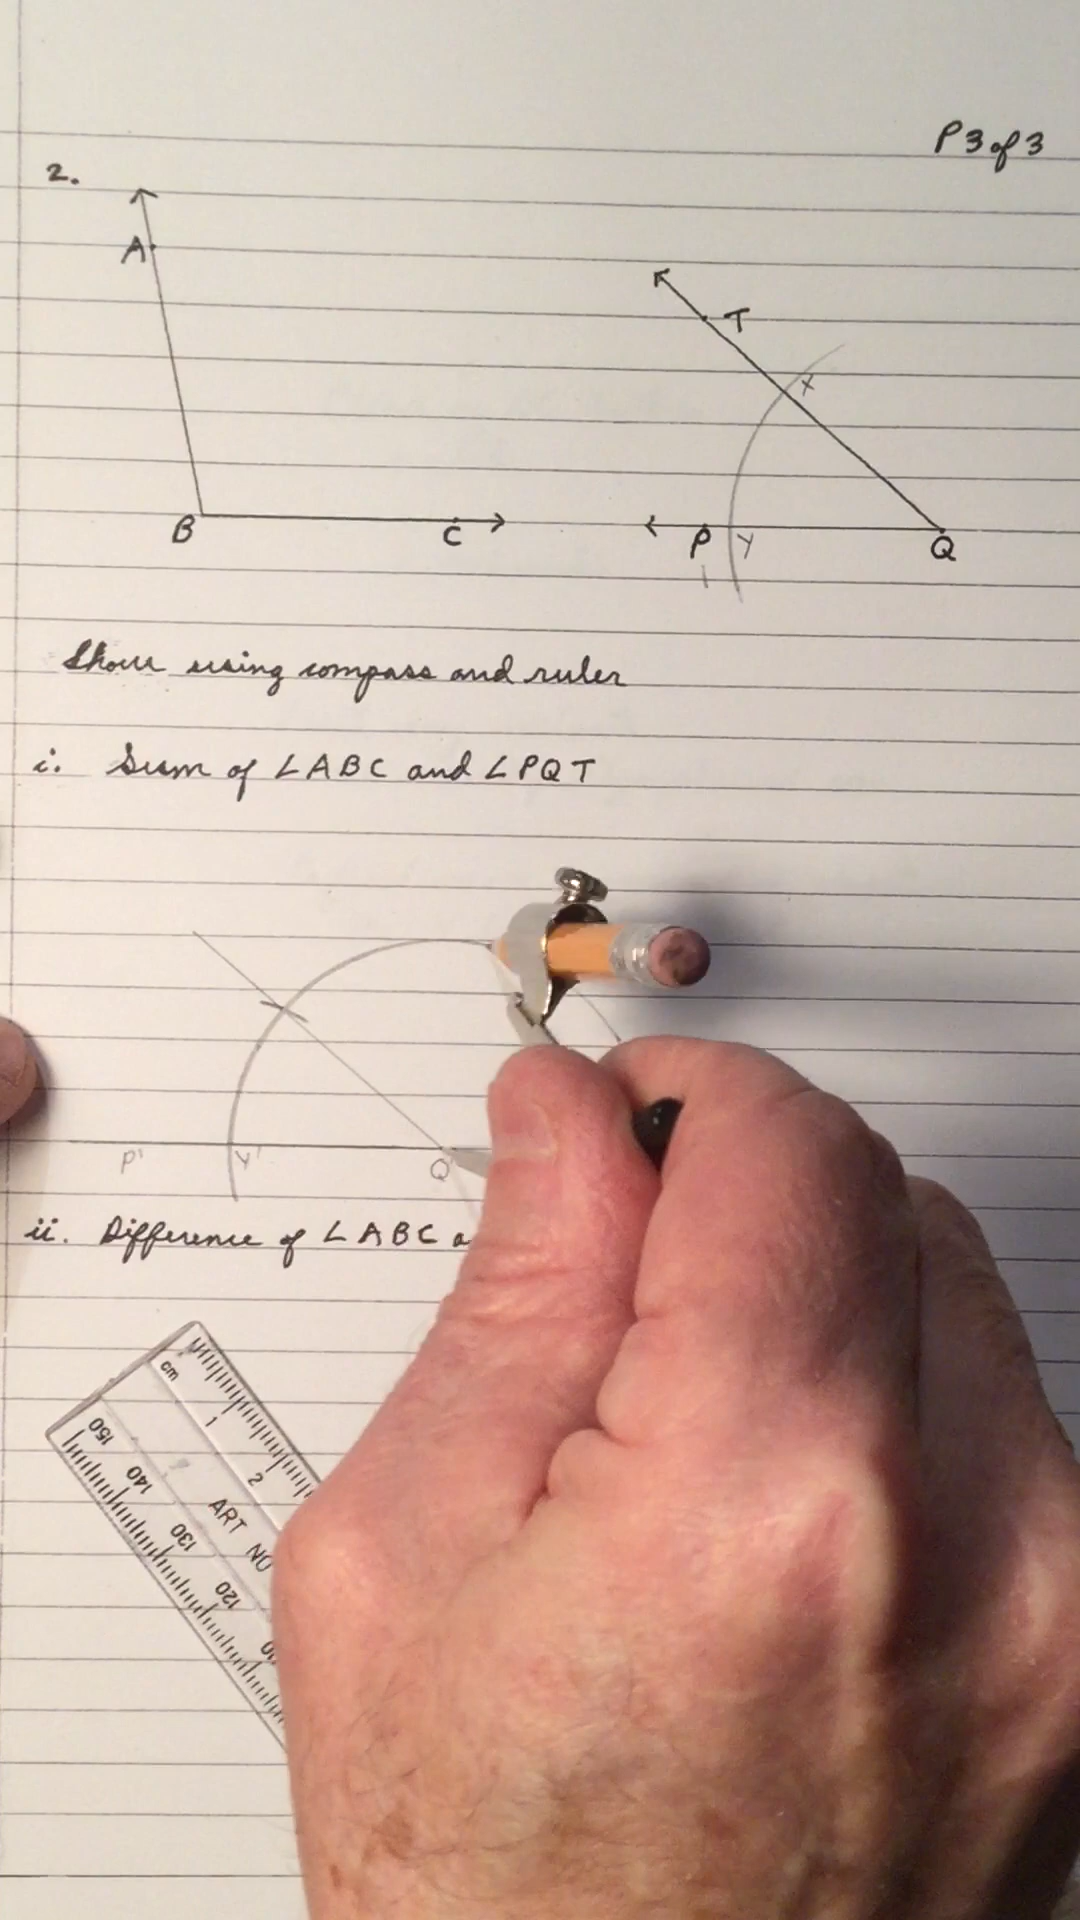 P 3 of 3
2.
A
T
X
B
C
P
Y
Q
Show using compass and ruler
i. Sum of ∠ABC and ∠PQT
P'
Y'
Q'
ii. Difference of ∠ABC a
cm
1
2
150
140
130
120
ART
NO